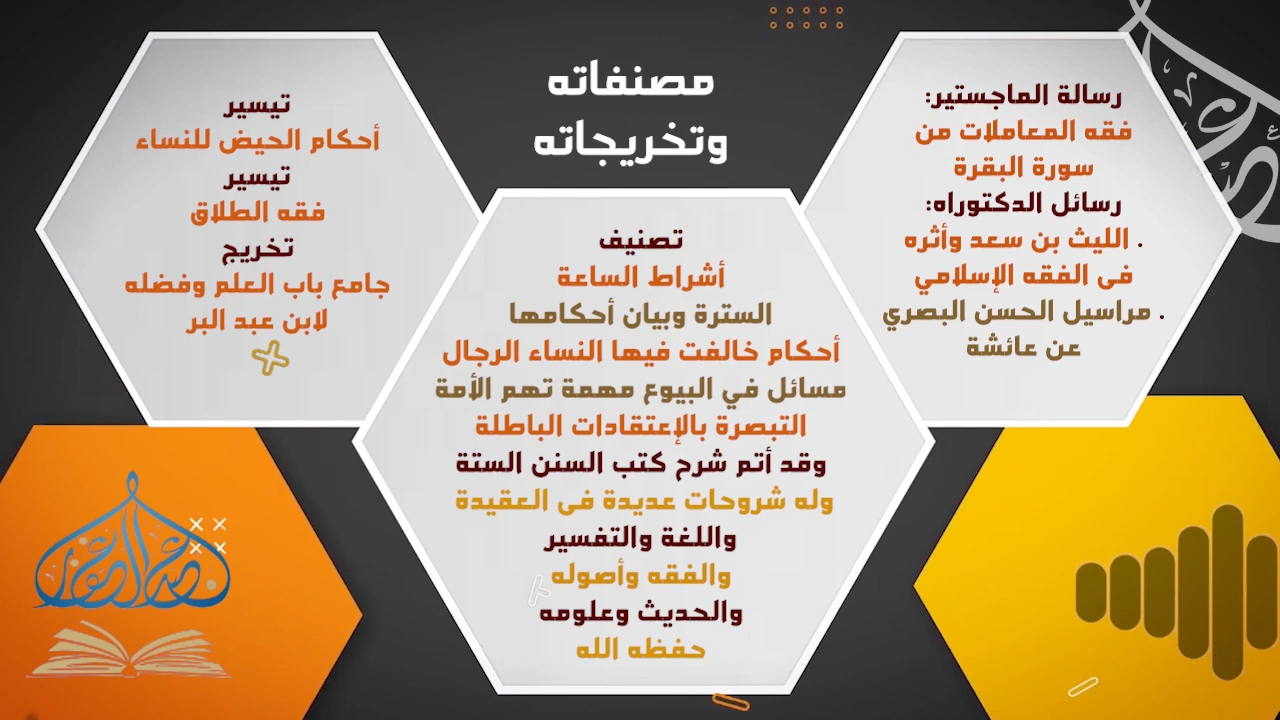 مصنفاته
وتخريجاته
رسالة الماجستير:
فقه المعاملات من
سورة البقرة
رسائل الدكتوراه:
. الليث بن سعد وأثره
فى الفقه الإسلامي
. مراسيل الحسن البصري
عن عائشة
تصنيف
أشراط الساعة
السترة وبيان أحكامها
أحكام خالفت فيها النساء الرجال
مسائل في البيوع مهمة تهم الأمة
التبصرة بالإعتقادات الباطلة
وقد أتم شرح كتب السنن الستة
وله شروحات عديدة فى العقيدة
واللغة والتفسير
والفقه وأصوله
والحديث وعلومه
حفظه الله
تيسير
أحكام الحيض للنساء
تيسير
فقه الطلاق
تخريج
جامع باب العلم وفضله
لابن عبد البر